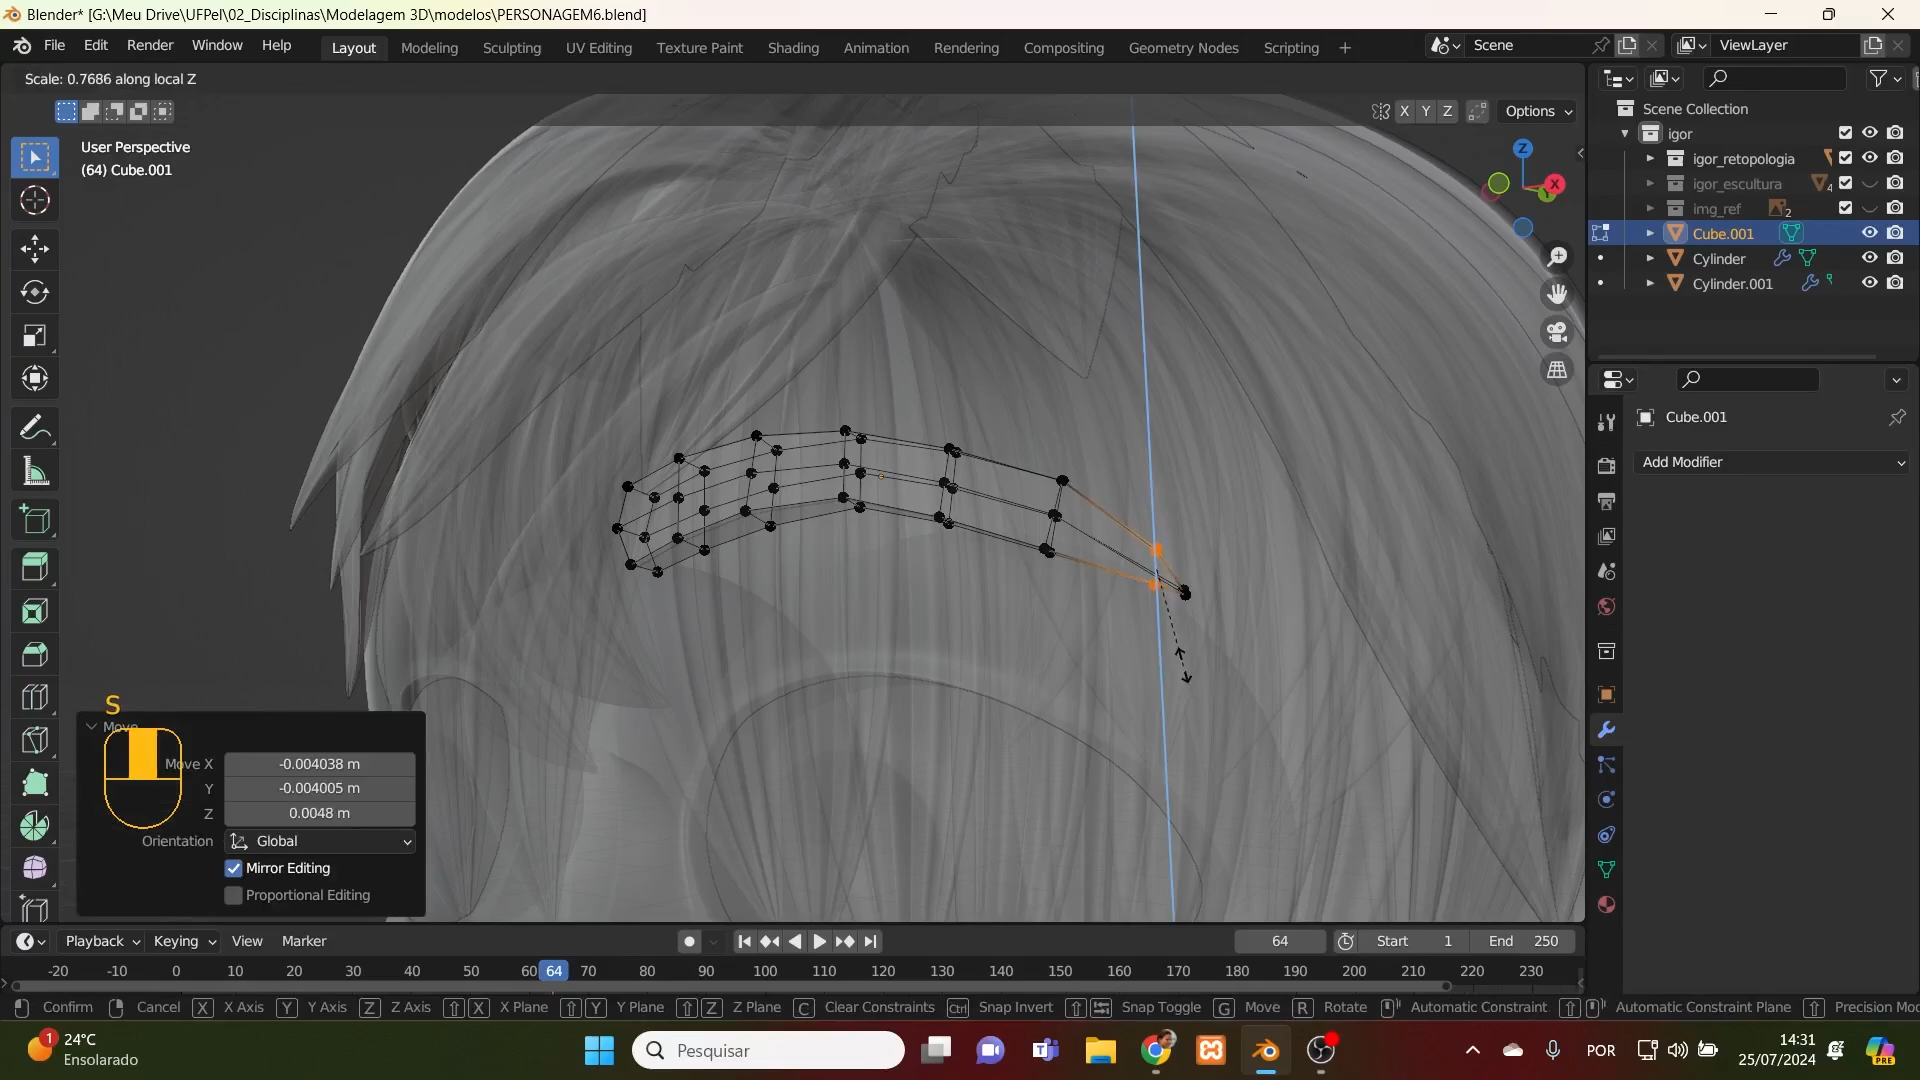 Blender* [G:\Meu Drive\UFPel\02_Disciplinas\Modelagem 3D\modelos\PERSONAGEM6.blend]
File Edit Render Window Help Layout Modeling Sculpting UV Editing Texture Paint Shading Animation Rendering Compositing Geometry Nodes Scripting + Scene ViewLayer
Scale: 0.7686 along local Z
X Y Z Options
User Perspective
(64) Cube.001
Z
X
Y
Scene Collection
igor
igor_retopologia
igor_escultura 4
img_ref 2
Cube.001
Cylinder
Cylinder.001
Cube.001
Add Modifier
S
Move
Move X -0.004038 m
Y -0.004005 m
Z 0.0048 m
Orientation Global
Mirror Editing
Proportional Editing
Playback Keying View Marker 64 Start 1 End 250
-20 -10 0 10 20 30 40 50 60 64 70 80 90 100 110 120 130 140 150 160 170 180 190 200 210 220 230
Confirm Cancel X X Axis Y Y Axis Z Z Axis X X Plane Y Y Plane Z Z Plane C Clear Constraints Ctrl Snap Invert Snap Toggle G Move R Rotate Automatic Constraint Automatic Constraint Plane Precision Mod
1 24°C
Ensolarado
Pesquisar
POR
14:31
25/07/2024
PRE